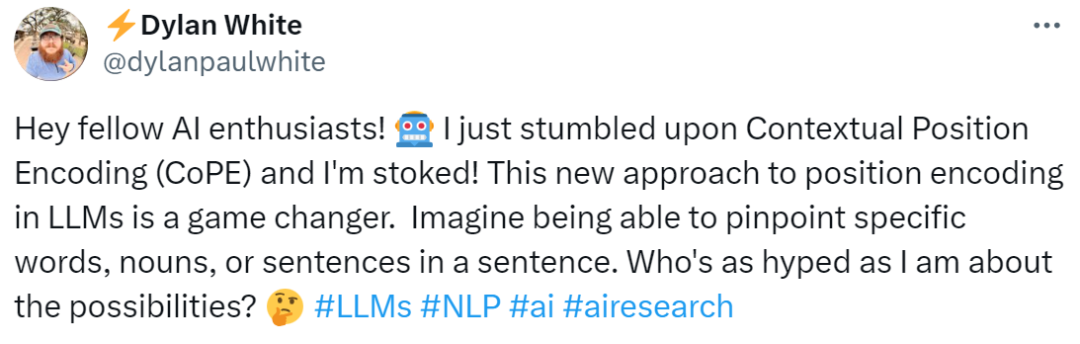 ⚡Dylan White
@dylanpaulwhite
Hey fellow AI enthusiasts! 🤖 I just stumbled upon Contextual Position
Encoding (CoPE) and I'm stoked! This new approach to position encoding
in LLMs is a game changer.  Imagine being able to pinpoint specific
words, nouns, or sentences in a sentence. Who's as hyped as I am about
the possibilities? 🤔 #LLMs #NLP #ai #airesearch